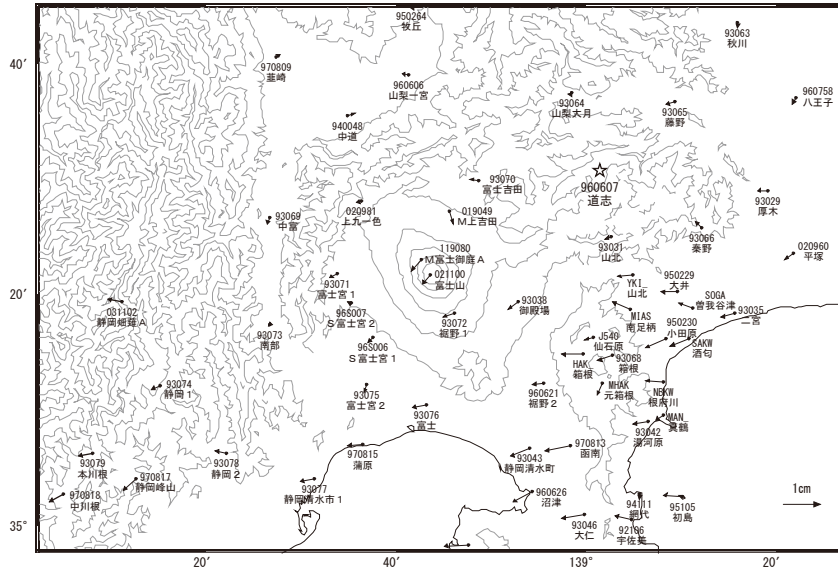 950264
牧丘
93063
秋川
40′
970809
韮崎
960606
山梨一宮
93064
山梨大月
93065
藤野
960758
八王子
940048
中道
960607
道志
93070
富士吉田
93029
厚木
93069
中富
020981
上九一色
019049
M上吉田
93031
山北
93066
秦野
119080
M富士御庭A
021100
富士山
020960
平塚
93071
富士宮1
YKI
山北
950229
大井
20′
031102
静岡畑薙A
96S007
S富士宮2
93038
御殿場
SOGA
曽我谷津
MIAS
南足柄
93035
二宮
93073
南部
93072
裾野1
950230
小田原
96S006
S富士宮1
J540
仙石原
SAKW
酒匂
HAK
箱根
93068
箱根
93074
静岡1
93075
富士宮2
960621
裾野2
MHAK
元箱根
NBKW
根府川
93076
富士
MAN
真鶴
93042
湯河原
93079
本川根
93078
静岡2
970815
蒲原
93043
静岡清水町
970813
函南
970817
静岡峰山
93077
静岡清水市1
970818
中川根
960626
沼津
94111
網代
95105
初島
1cm
35°
93046
大仁
92106
宇佐美
20′
40′
139°
20′